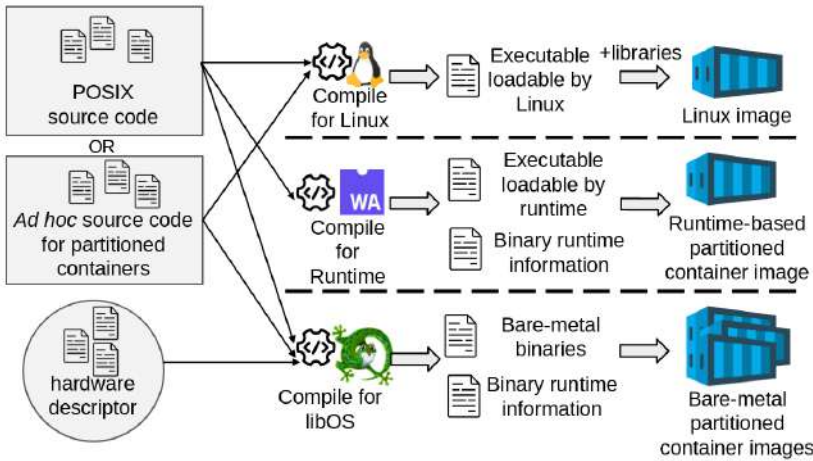 POSIX
source code
OR
Ad hoc source code
for partitioned
containers
hardware
descriptor
Compile
for Linux
Executable
loadable by
Linux
+libraries
Linux image
WA
Compile
for
Runtime
Executable
loadable by
runtime
Binary runtime
information
Runtime-based
partitioned
container image
Compile for
libOS
Bare-metal
binaries
Binary runtime
information
Bare-metal
partitioned
container images